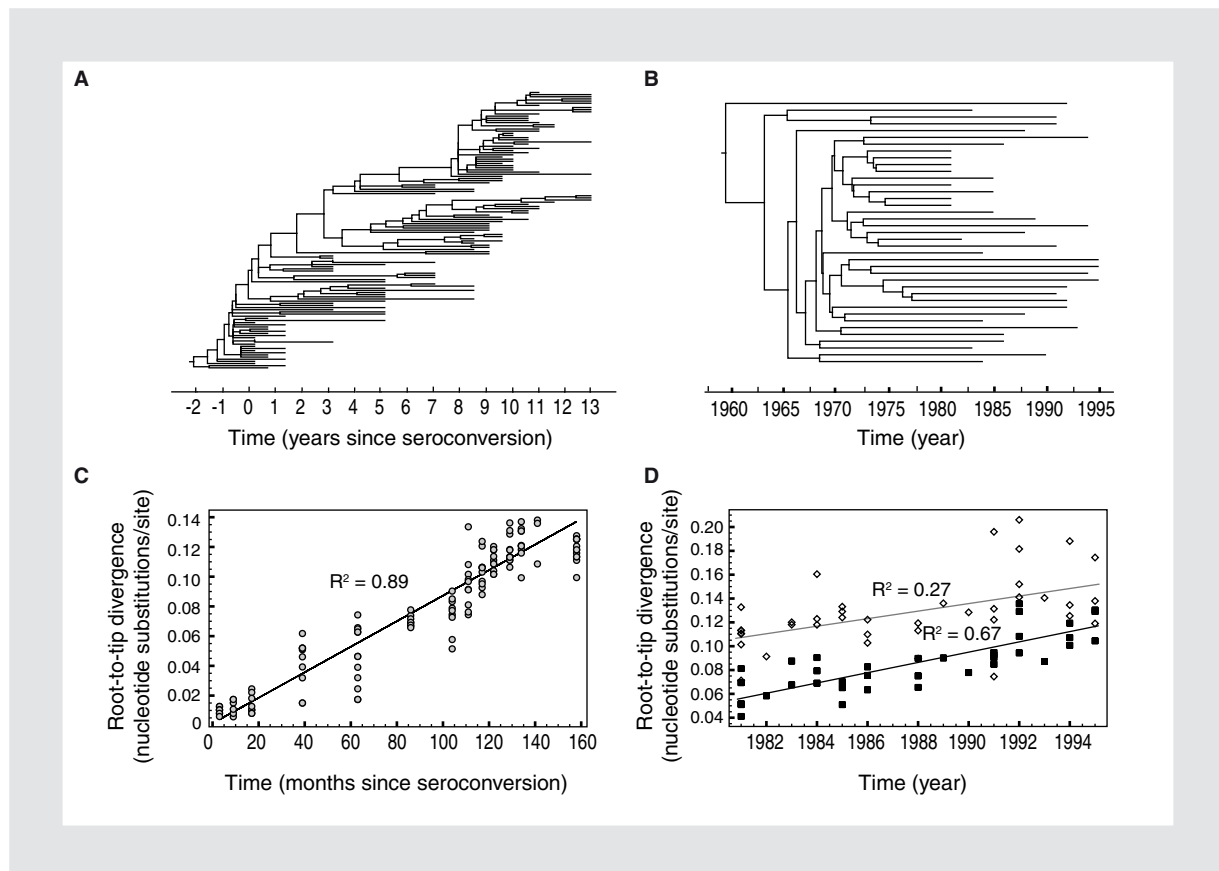 A
B
-2 -1 0 1 2 3 4 5 6 7 8 9 10 11 12 13
Time (years since seroconversion)
1960 1965 1970 1975 1980 1985 1990 1995
Time (year)
C
Root-to-tip divergence
(nucleotide substitutions/site)
0.14
0.12
0.10
0.08
0.06
0.04
0.02
0
R² = 0.89
0 20 40 60 80 100 120 140 160
Time (months since seroconversion)
D
Root-to-tip divergence
(nucleotide substitutions/site)
0.20
0.18
0.16
0.14
0.12
0.10
0.08
0.06
0.04
R² = 0.27
R² = 0.67
1982 1984 1986 1988 1990 1992 1994
Time (year)